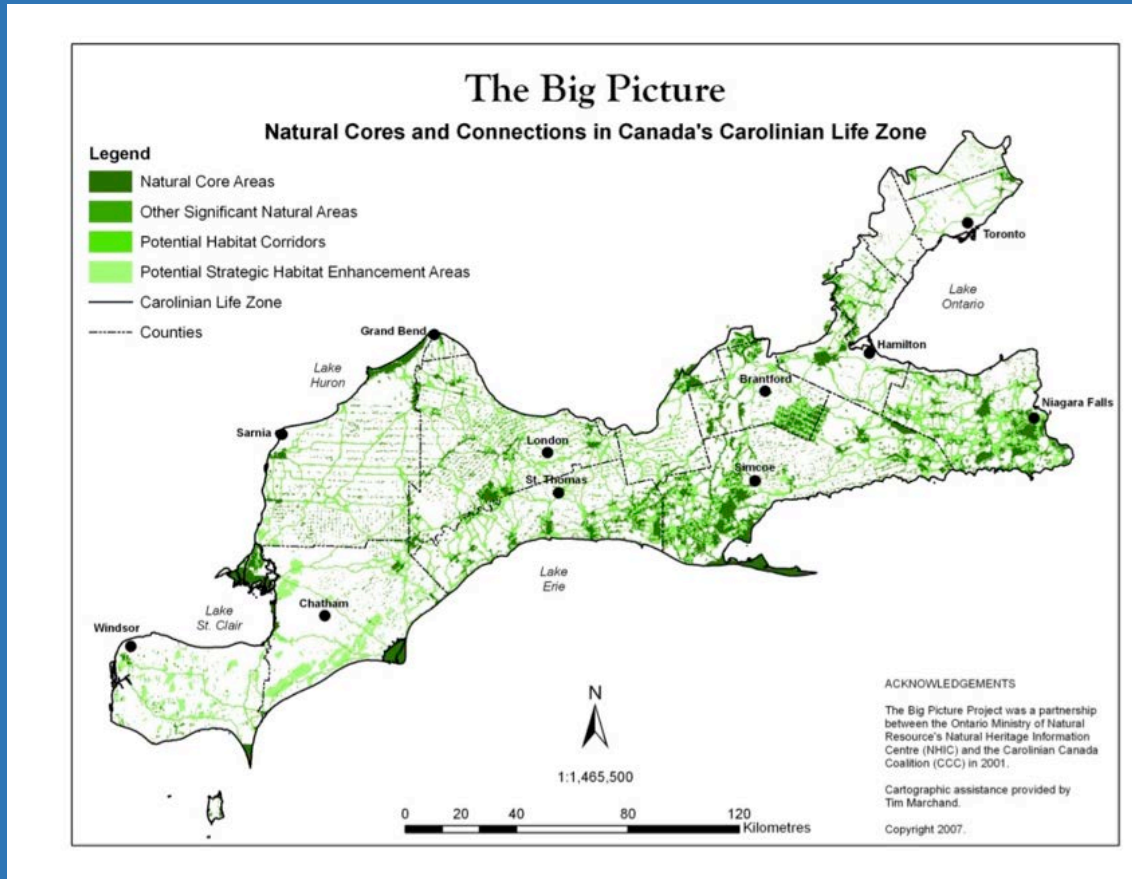 The Big Picture
Natural Cores and Connections in Canada's Carolinian Life Zone
Legend
Natural Core Areas
Other Significant Natural Areas
Potential Habitat Corridors
Potential Strategic Habitat Enhancement Areas
Carolinian Life Zone
Counties
Toronto
Lake
Ontario
Grand Bend
Hamilton
Lake
Huron
Brantford
Niagara Falls
Sarnia
London
Simcoe
St. Thomas
Lake
Erie
Chatham
Lake
St. Clair
Windsor
N
1:1,465,500
0 20 40 80 120
Kilometres
ACKNOWLEDGEMENTS
The Big Picture Project was a partnership
between the Ontario Ministry of Natural
Resource's Natural Heritage Information
Centre (NHIC) and the Carolinian Canada
Coalition (CCC) in 2001.
Cartographic assistance provided by
Tim Marchand.
Copyright 2007.